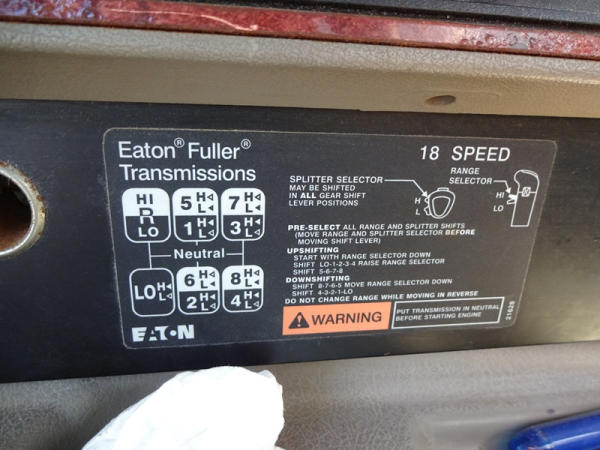 Eaton® Fuller® Transmissions
18 SPEED
SPLITTER SELECTOR
MAY BE SHIFTED
IN ALL GEAR SHIFT
LEVER POSITIONS
H
L
RANGE
SELECTOR
HI
LO
HI
R
LO
5 H L
1 H L
7 H L
3 H L
Neutral
LO H L
6 H L
2 H L
8 H L
4 H L
PRE-SELECT ALL RANGE AND SPLITTER SHIFTS
(MOVE RANGE AND SPLITTER SELECTOR BEFORE
MOVING SHIFT LEVER)
UPSHIFTING
START WITH RANGE SELECTOR DOWN
SHIFT LO-1-2-3-4 RAISE RANGE SELECTOR
SHIFT 5-6-7-8
DOWNSHIFTING
SHIFT 8-7-6-5 MOVE RANGE SELECTOR DOWN
SHIFT 4-3-2-1-LO
DO NOT CHANGE RANGE WHILE MOVING IN REVERSE
WARNING
PUT TRANSMISSION IN NEUTRAL
BEFORE STARTING ENGINE
21628
EATON